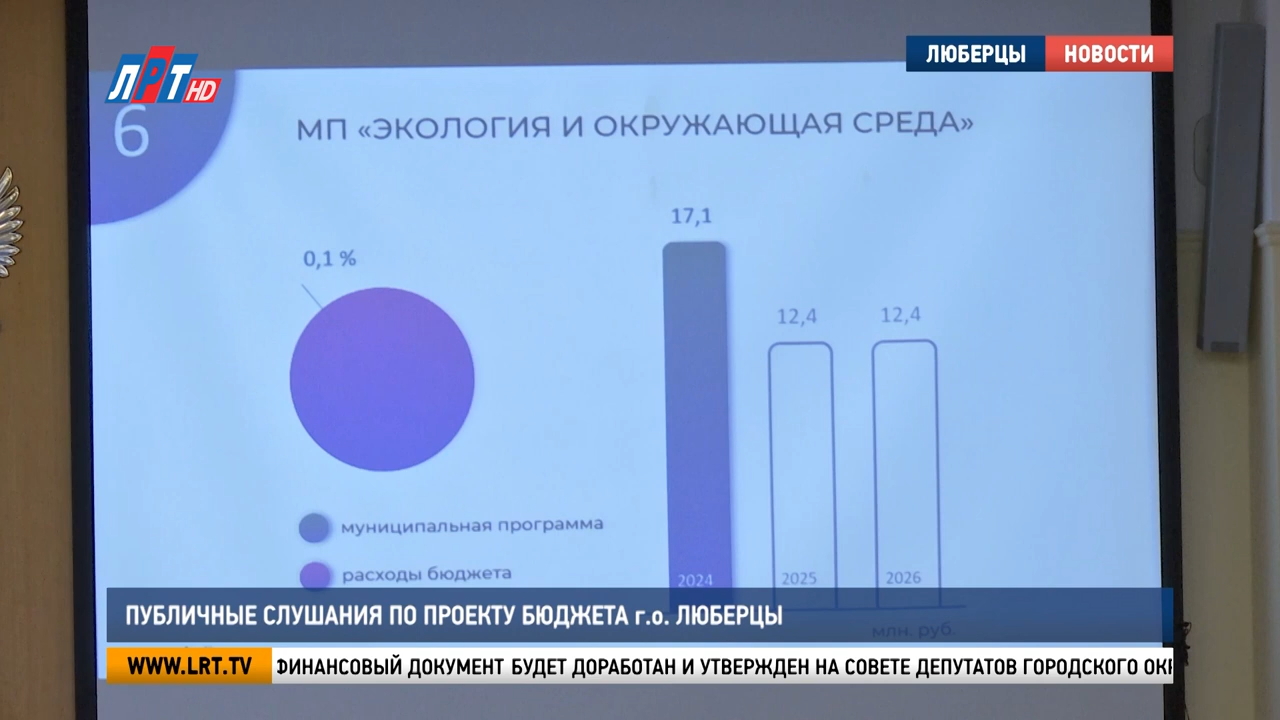 ЛРТ HD
ЛЮБЕРЦЫ НОВОСТИ
6
МП «ЭКОЛОГИЯ И ОКРУЖАЮЩАЯ СРЕДА»
17,1
0,1 %
12,4
12,4
муниципальная программа
расходы бюджета
2024
2025
2026
ПУБЛИЧНЫЕ СЛУШАНИЯ ПО ПРОЕКТУ БЮДЖЕТА г.о. ЛЮБЕРЦЫ
млн. руб.
WWW.LRT.TV
ФИНАНСОВЫЙ ДОКУМЕНТ БУДЕТ ДОРАБОТАН И УТВЕРЖДЕН НА СОВЕТЕ ДЕПУТАТОВ ГОРОДСКОГО